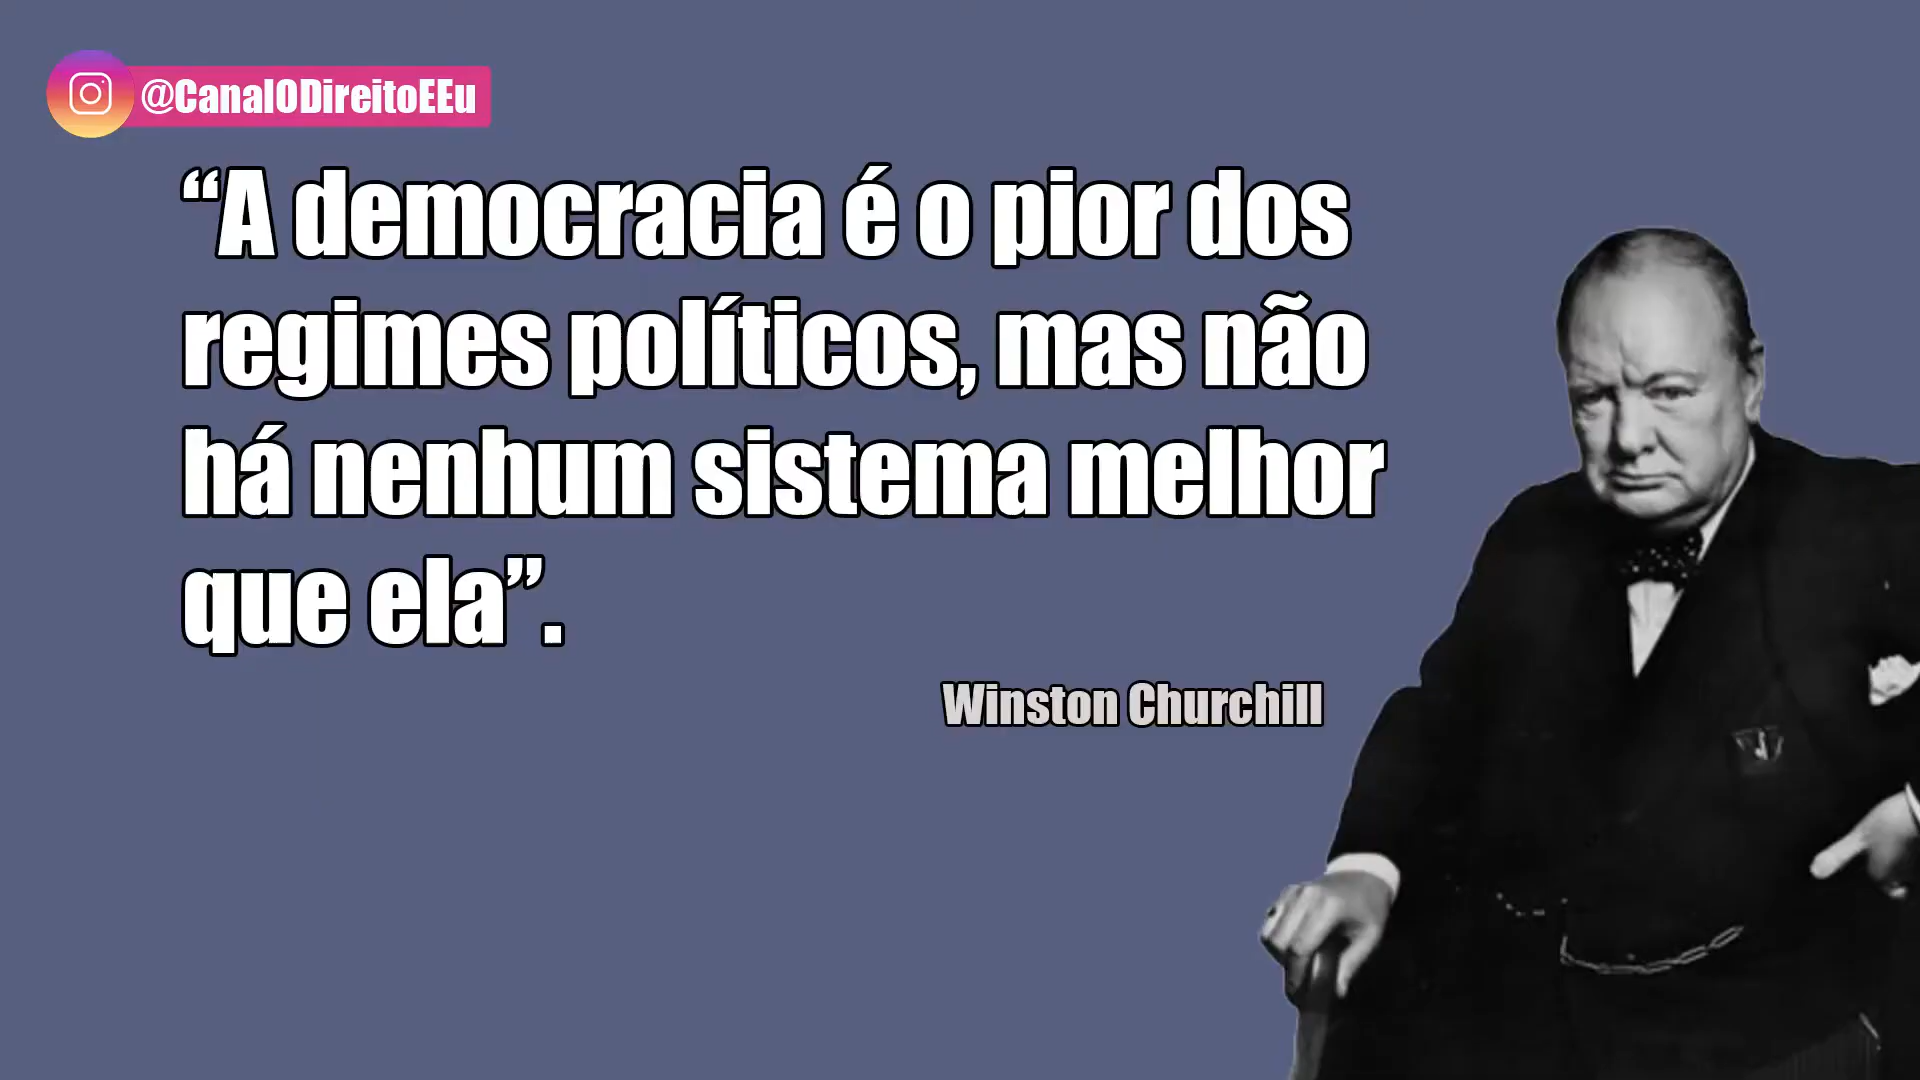 @CanalODireitoEEu
“A democracia é o pior dos
regimes políticos, mas não
há nenhum sistema melhor
que ela”.
Winston Churchill